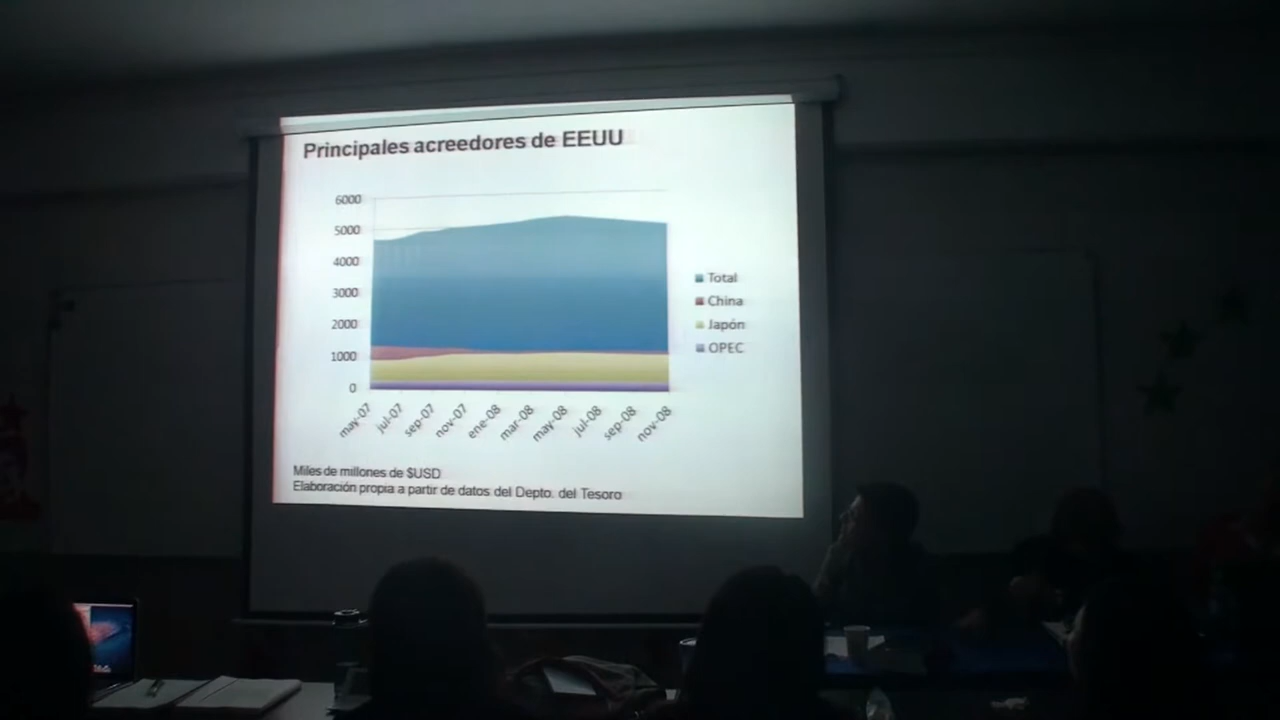 Principales acreedores de EEUU
6000
5000
4000
3000
2000
1000
0
may-07
jul-07
sep-07
nov-07
ene-08
mar-08
may-08
jul-08
sep-08
nov-08
Total
China
Japón
OPEC
Miles de millones de $USD
Elaboración propia a partir de datos del Depto. del Tesoro